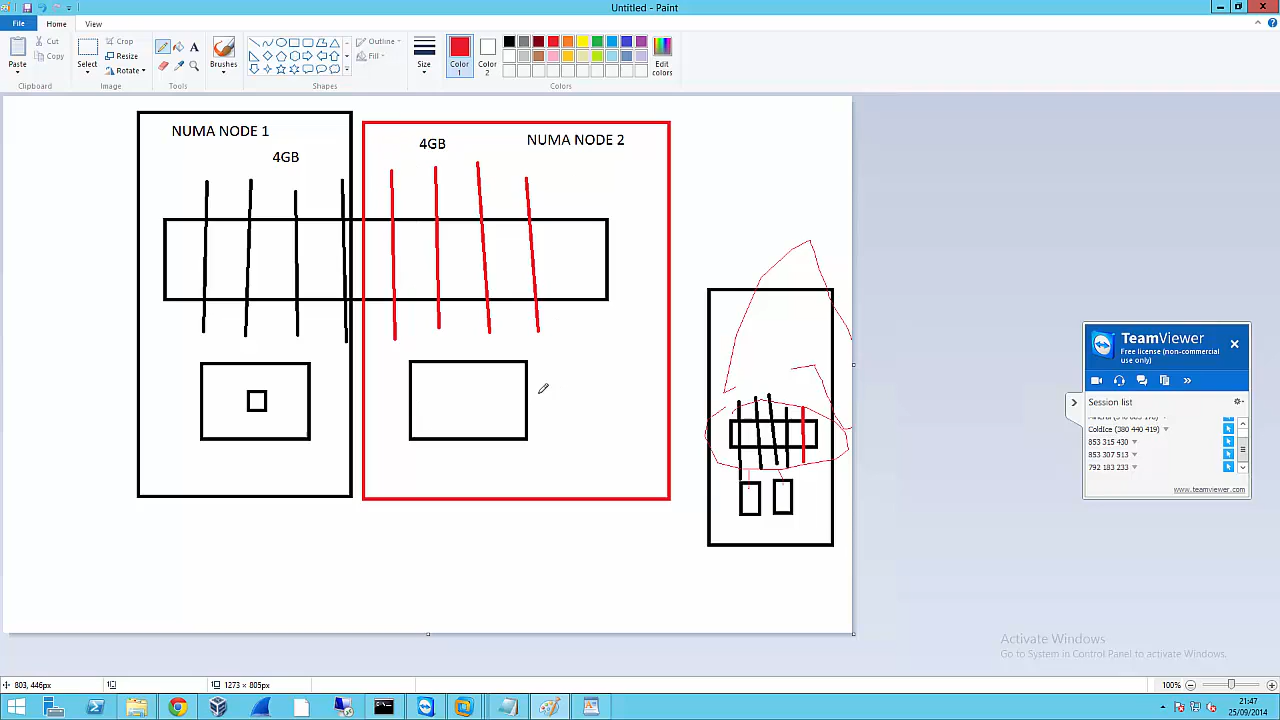 Untitled - Paint
File
Home
View
Paste
Cut
Copy
Clipboard
Select
Crop
Resize
Rotate
Image
A
Tools
Brushes
Outline
Fill
Shapes
Size
Color
1
Color
2
Edit
colors
Colors
NUMA NODE 1
4GB
4GB
NUMA NODE 2
TeamViewer
Free license (non-commercial
use only)
Session list
ColdIce (380 440 419)
853 315 430
853 307 513
792 183 233
www.teamviewer.com
Activate Windows
Go to System in Control Panel to activate Windows.
803, 446px
1273 × 805px
100%
21:47
25/09/2014